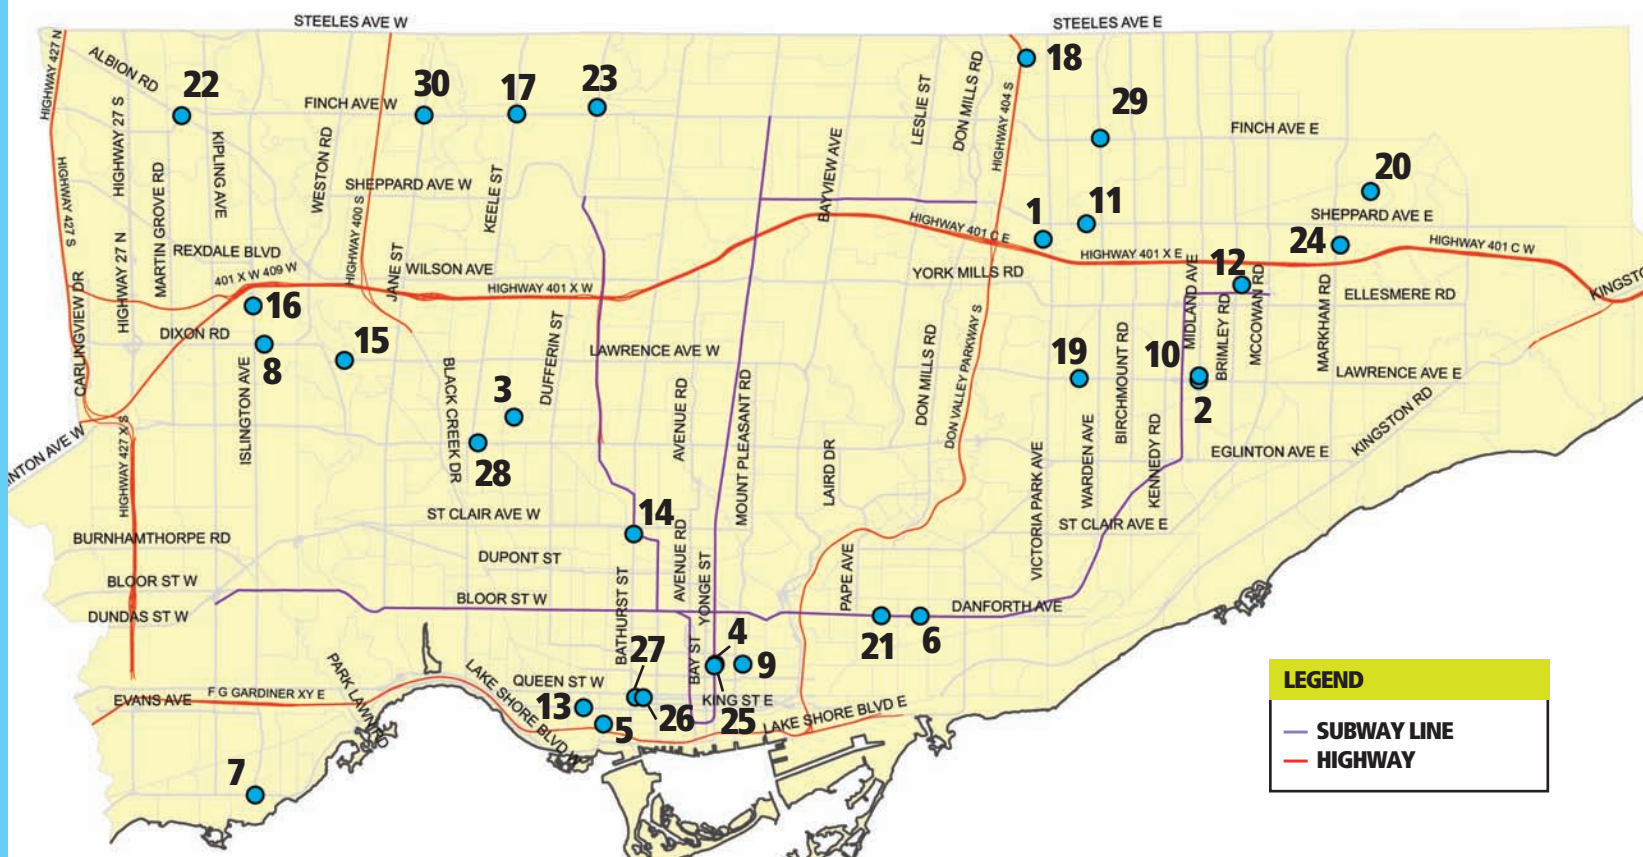 STEELES AVE W
STEELES AVE E
HIGHWAY 427 N
ALBION RD
22
30
17
23
18
FINCH AVE W
29
FINCH AVE E
HIGHWAY 27 S
LESLIE ST
DON MILLS RD
HIGHWAY 404 S
KIPLING AVE
WESTON RD
MARTIN GROVE RD
HIGHWAY 427 S
SHEPPARD AVE W
KEELE ST
BAYVIEW AVE
20
11
1
SHEPPARD AVE E
HIGHWAY 400 S
HIGHWAY 401 C E
24
HIGHWAY 401 C W
REXDALE BLVD
HIGHWAY 401 X E
HIGHWAY 27 N
401 X W 409 W
JANE ST
WILSON AVE
YORK MILLS RD
12
MIDLAND AVE
MCCOWAN RD
HIGHWAY 401 X W
ELLESMERE RD
KINGSTO
CARLINGVIEW DR
16
DIXON RD
8
15
DUFFERIN ST
LAWRENCE AVE W
DON MILLS RD
DON VALLEY PARKWAY S
BIRCHMOUNT RD
BRIMLEY RD
MARKHAM RD
19
10
LAWRENCE AVE E
ISLINGTON AVE
BLACK CREEK DR
3
AVENUE RD
MOUNT PLEASANT RD
2
KINGSTON RD
INTON AVE W
HIGHWAY 427 X S
28
LAIRD DR
VICTORIA PARK AVE
WARDEN AVE
KENNEDY RD
EGLINTON AVE E
ST CLAIR AVE W
14
ST CLAIR AVE E
BURNHAMTHORPE RD
DUPONT ST
AVENUE RD
YONGE ST
PAPE AVE
BLOOR ST W
BLOOR ST W
BATHURST ST
DANFORTH AVE
DUNDAS ST W
21
6
27
BAY ST
4
9
PARK LAWN RD
LAKE SHORE BLVD W
QUEEN ST W
F G GARDINER XY E
EVANS AVE
13
5
26
KING ST E
25
LAKE SHORE BLVD E
7
LEGEND
SUBWAY LINE
HIGHWAY